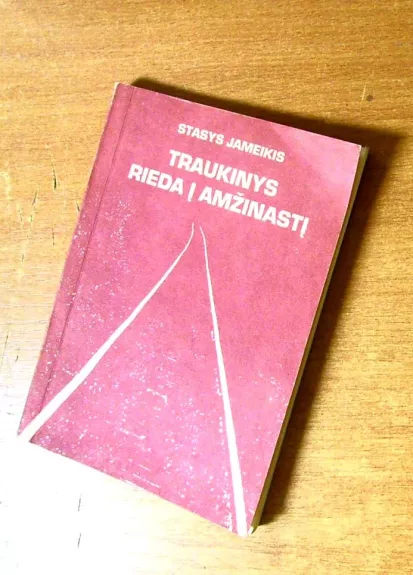 STASYS JAMEIKIS
TRAUKINYS
RIEDA Į AMŽINASTĮ